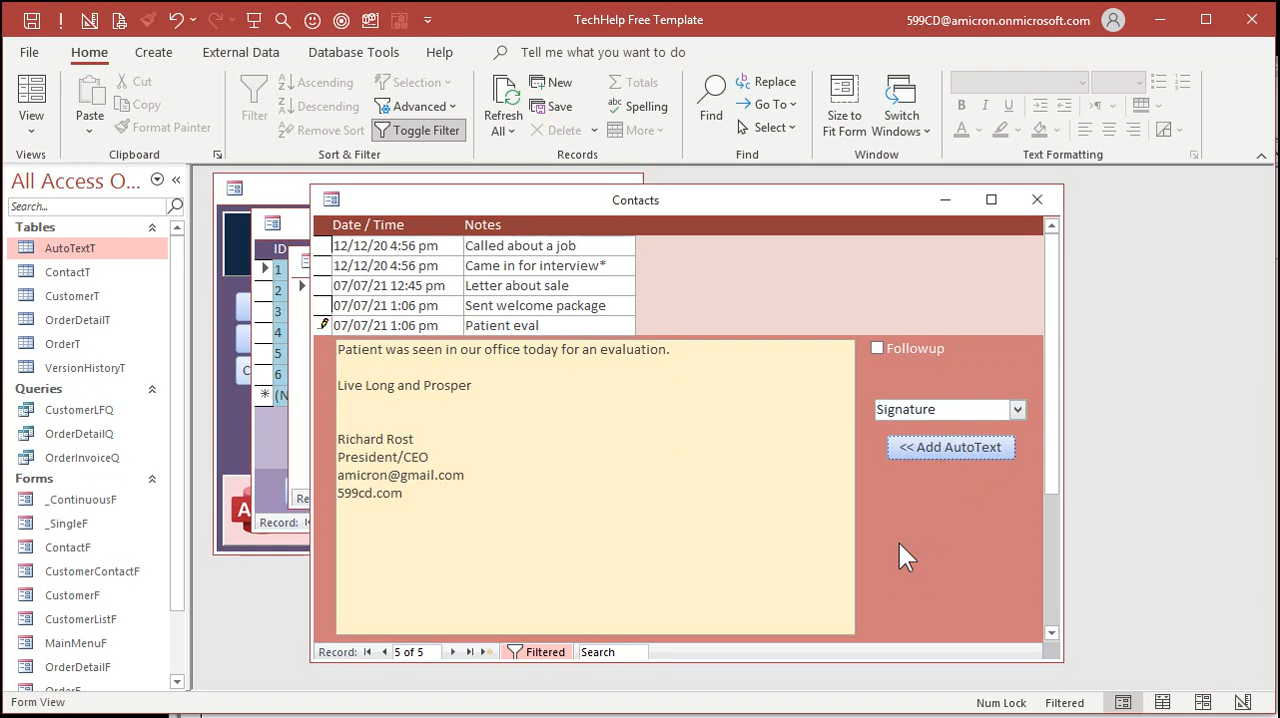 TechHelp Free Template
599CD@amicron.onmicrosoft.com
File Home Create External Data Database Tools Help Tell me what you want to do
View
Views
Paste
Cut
Copy
Format Painter
Clipboard
Filter
Ascending
Descending
Remove Sort
Selection
Advanced
Toggle Filter
Sort & Filter
Refresh
All
New
Save
Delete
Totals
Spelling
More
Records
Find
Replace
Go To
Select
Find
Size to
Fit Form
Switch
Windows
Window
B I U
A
Text Formatting
All Access O...
Search...
Tables
AutoTextT
ContactT
CustomerT
OrderDetailT
OrderT
VersionHistoryT
Queries
CustomerLFQ
OrderDetailQ
OrderInvoiceQ
Forms
_ContinuousF
_SingleF
ContactF
CustomerContactF
CustomerF
CustomerListF
MainMenuF
OrderDetailF
OrderF
ID
1
2
3
4
5
6
(N
C
A
Re
Record:
Contacts
Date / Time Notes
12/12/20 4:56 pm Called about a job
12/12/20 4:56 pm Came in for interview*
07/07/21 12:45 pm Letter about sale
07/07/21 1:06 pm Sent welcome package
07/07/21 1:06 pm Patient eval
Patient was seen in our office today for an evaluation.
Live Long and Prosper
Richard Rost
President/CEO
amicron@gmail.com
599cd.com
Followup
Signature
<< Add AutoText
Record: 5 of 5 Filtered Search
Form View
Num Lock Filtered